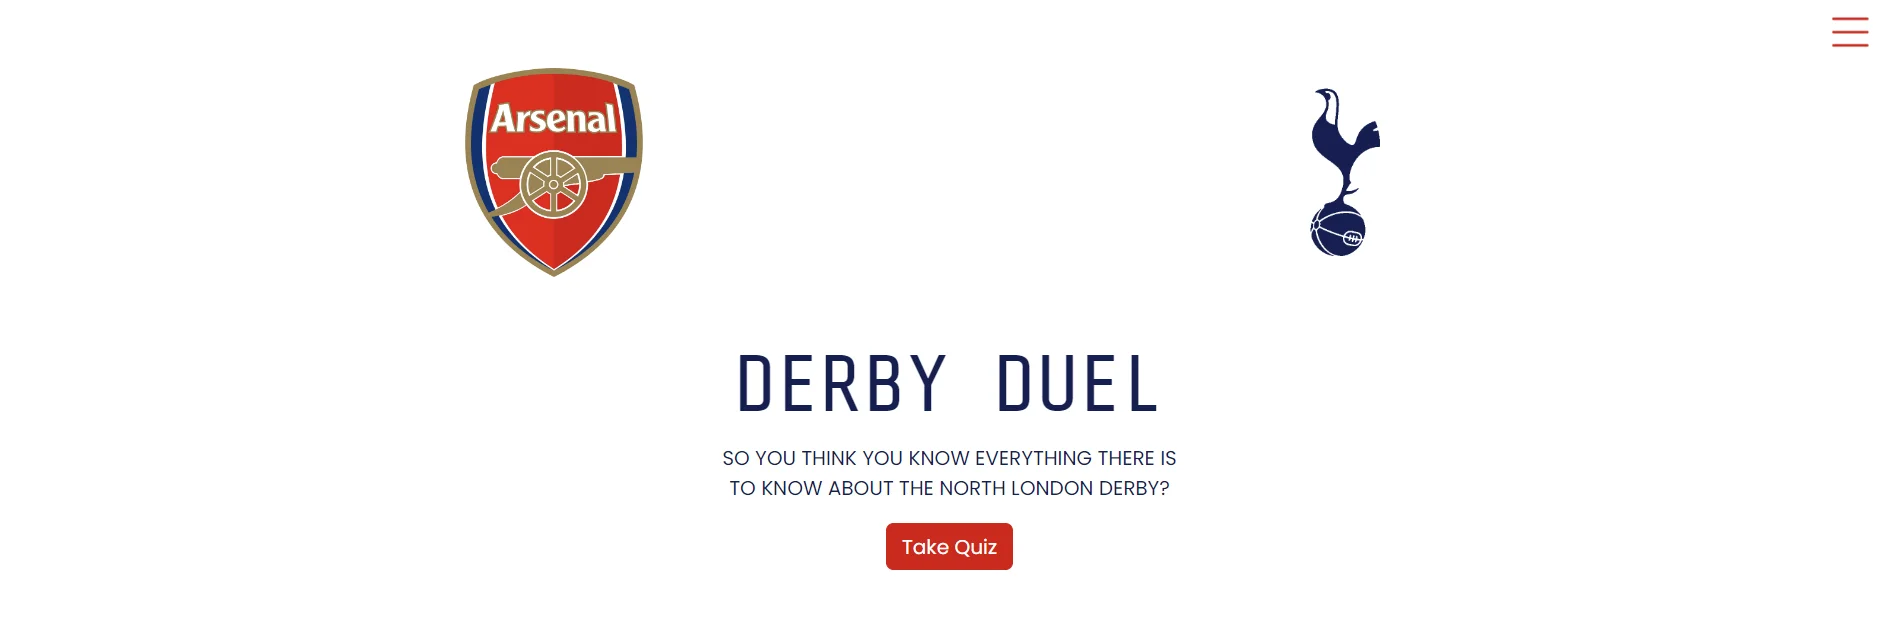 Arsenal
DERBY DUEL
SO YOU THINK YOU KNOW EVERYTHING THERE IS
TO KNOW ABOUT THE NORTH LONDON DERBY?
Take Quiz